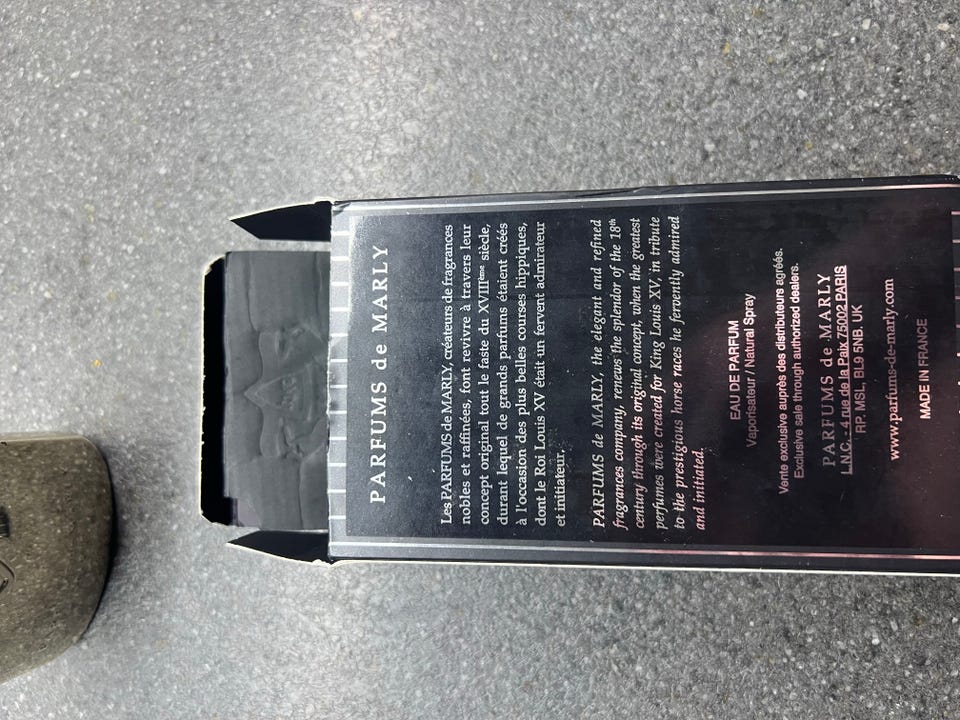 PARFUMS de MARLY
Les PARFUMS de MARLY, créateurs de fragrances
nobles et raffinées, font revivre à travers leur
concept original tout le faste du XVIIIème siècle,
durant lequel de grands parfums étaient créés
à l'occasion des plus belles courses hippiques,
dont le Roi Louis XV était un fervent admirateur
et initiateur.
PARFUMS de MARLY, the elegant and refined
fragrances company, renews the splendor of the 18th
century through its original concept, when the greatest
perfumes were created for King Louis XV, in tribute
to the prestigious horse races he fervently admired
and initiated.
EAU DE PARFUM
Vaporisateur / Natural Spray
Vente exclusive auprès des distributeurs agréés.
Exclusive sale through authorized dealers.
PARFUMS de MARLY
L.N.C. - 4 rue de la Paix 75002 PARIS
RP. MSL, BL9 5NB. UK
www.parfums-de-marly.com
MADE IN FRANCE